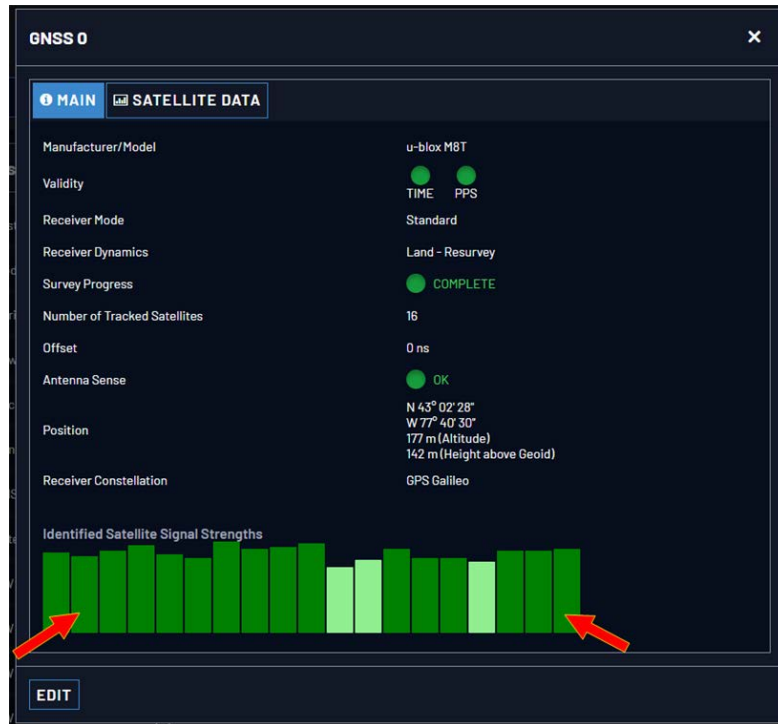 GNSS 0 ×
MAIN SATELLITE DATA
Manufacturer/Model u-blox M8T
Validity TIME PPS
Receiver Mode Standard
Receiver Dynamics Land - Resurvey
Survey Progress COMPLETE
Number of Tracked Satellites 16
Offset 0 ns
Antenna Sense OK
Position
N 43° 02' 28"
W 77° 40' 30"
177 m (Altitude)
142 m (Height above Geoid)
Receiver Constellation GPS Galileo
Identified Satellite Signal Strengths
EDIT